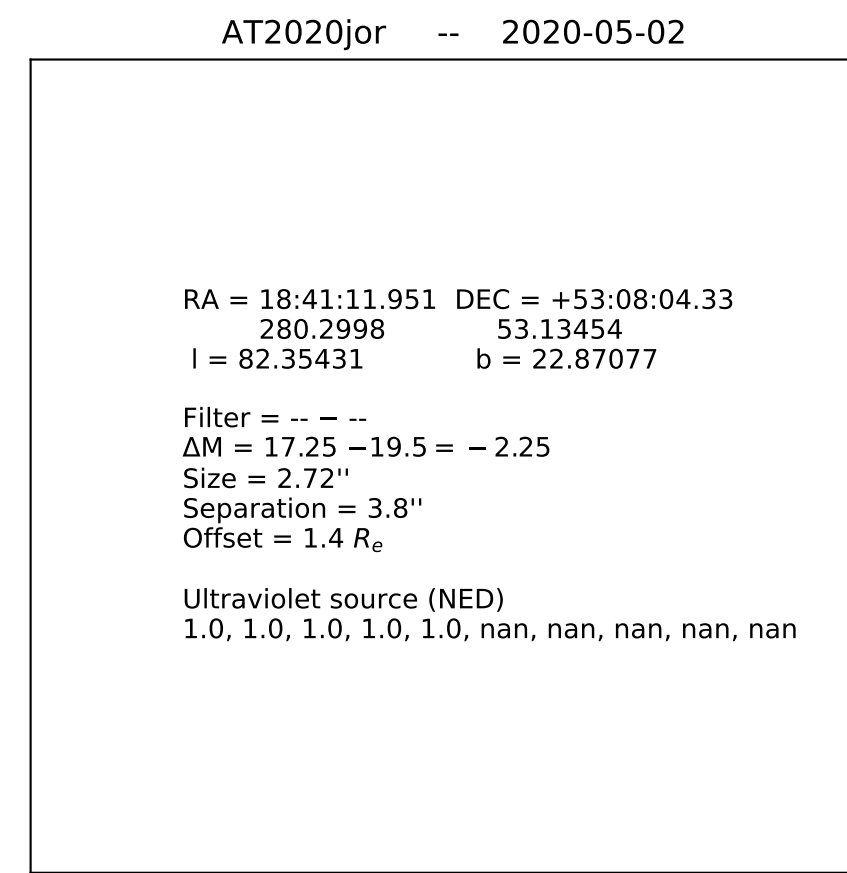 AT2020jor -- 2020-05-02
RA = 18:41:11.951 DEC = +53:08:04.33
280.2998 53.13454
l = 82.35431 b = 22.87077
Filter = -- − --
ΔM = 17.25 −19.5 = − 2.25
Size = 2.72''
Separation = 3.8''
Offset = 1.4 Re
Ultraviolet source (NED)
1.0, 1.0, 1.0, 1.0, 1.0, nan, nan, nan, nan, nan